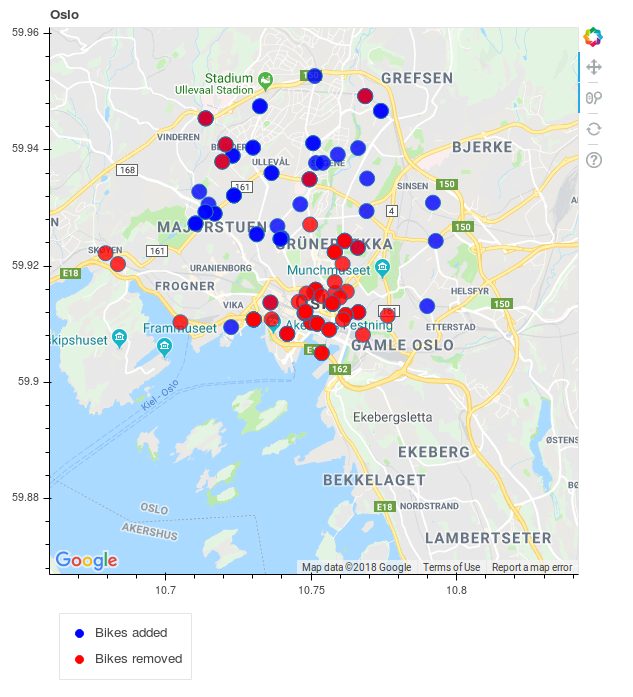 Oslo
59.96
59.94
59.92
59.9
59.88
Stadium
Ullevaal Stadion
GREFSEN
VINDEREN
BJERKE
168
ULLEVÅL
161
SINSEN
150
4
150
MAJORSTUEN
GRÜNERLØKKA
SKØYEN
161
E18
URANIENBORG
Munchmuseet
FROGNER
HELSFYR
150
VIKA
Frammuseet
ETTERSTAD
kipshuset
GAMLE OSLO
162
Kiel - Oslo
Ekebergsletta
ØSTENS
EKEBERG
BEKKELAGET
E18
NORDSTRAND
OSLO
AKERSHUS
LAMBERTSETER
Google
Map data ©2018 Google
Terms of Use
Report a map error
10.7
10.75
10.8
Bikes added
Bikes removed